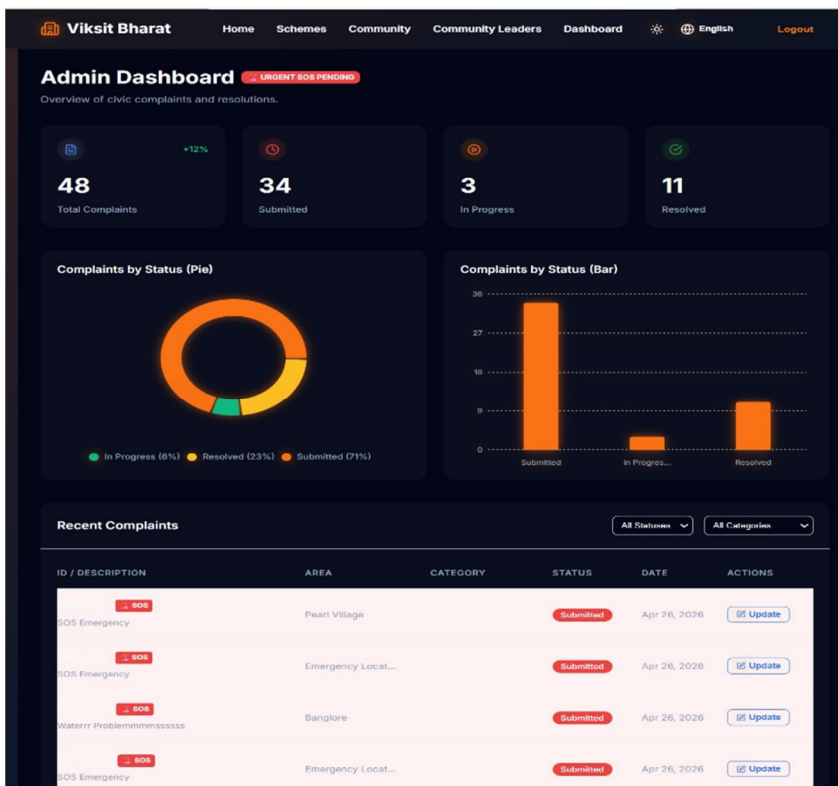 Viksit Bharat Home Schemes Community Community Leaders Dashboard English Logout
Admin Dashboard URGENT SOS PENDING
Overview of civic complaints and resolutions.
+12%
48 34 3 11
Total Complaints Submitted In Progress Resolved
Complaints by Status (Pie)
In Progress (6%) Resolved (23%) Submitted (71%)
Complaints by Status (Bar)
36
27
18
9
0
Submitted In Progres... Resolved
Recent Complaints All Statuses All Categories
ID / DESCRIPTION AREA CATEGORY STATUS DATE ACTIONS
SOS
SOS Emergency Pearl Village Submitted Apr 26, 2026 Update
SOS
SOS Emergency Emergency Locat... Submitted Apr 26, 2026 Update
SOS
Waterrr Problemmmmssssss Banglore Submitted Apr 26, 2026 Update
SOS
SOS Emergency Emergency Locat... Submitted Apr 26, 2026 Update